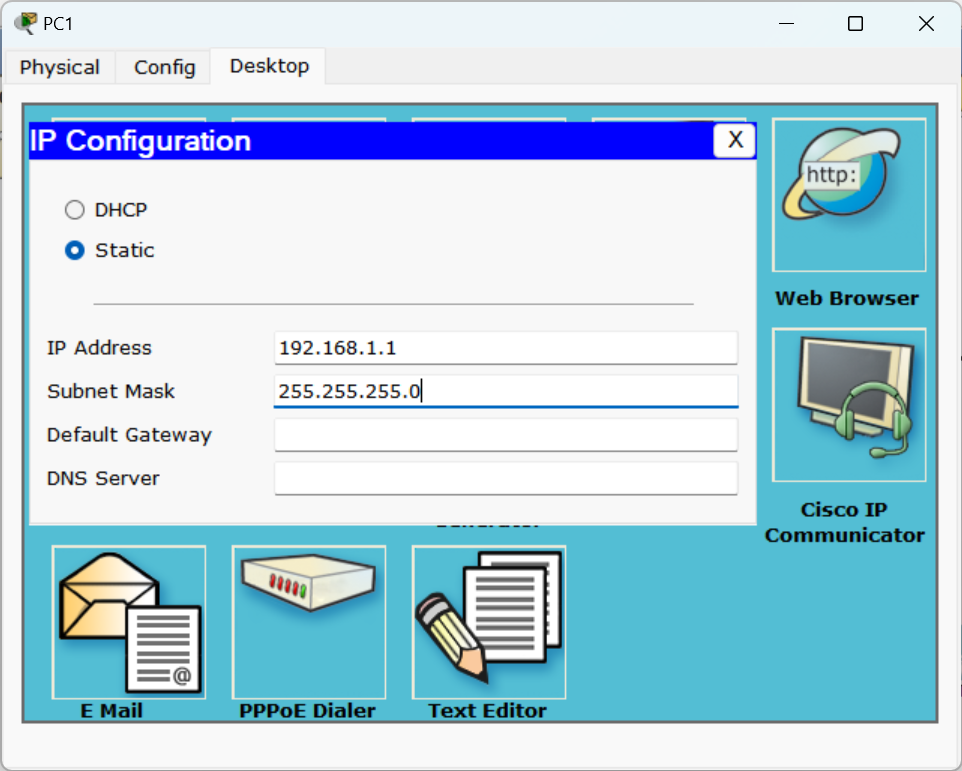 PC1
Physical
Config
Desktop
IP Configuration
X
DHCP
Static
IP Address
192.168.1.1
Subnet Mask
255.255.255.0
Default Gateway
DNS Server
http:
Web Browser
Cisco IP
Communicator
@
E Mail
PPPoE Dialer
Text Editor